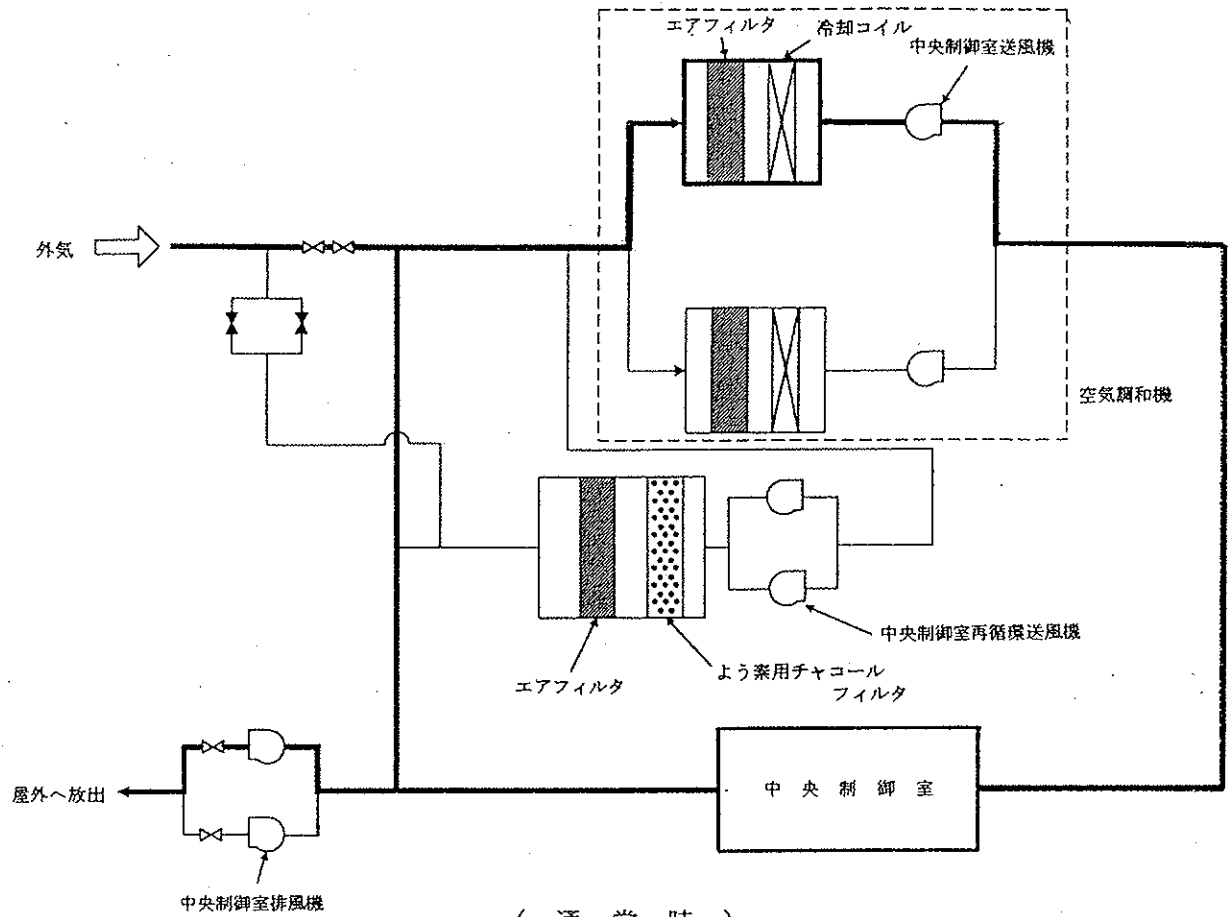 エアフィルタ
冷却コイル
中央制御室送風機
外気
空気調和機
中央制御室再循環送風機
エアフィルタ
よう素用チャコール
フィルタ
屋外へ放出
中央制御室
中央制御室排風機
(通常時)